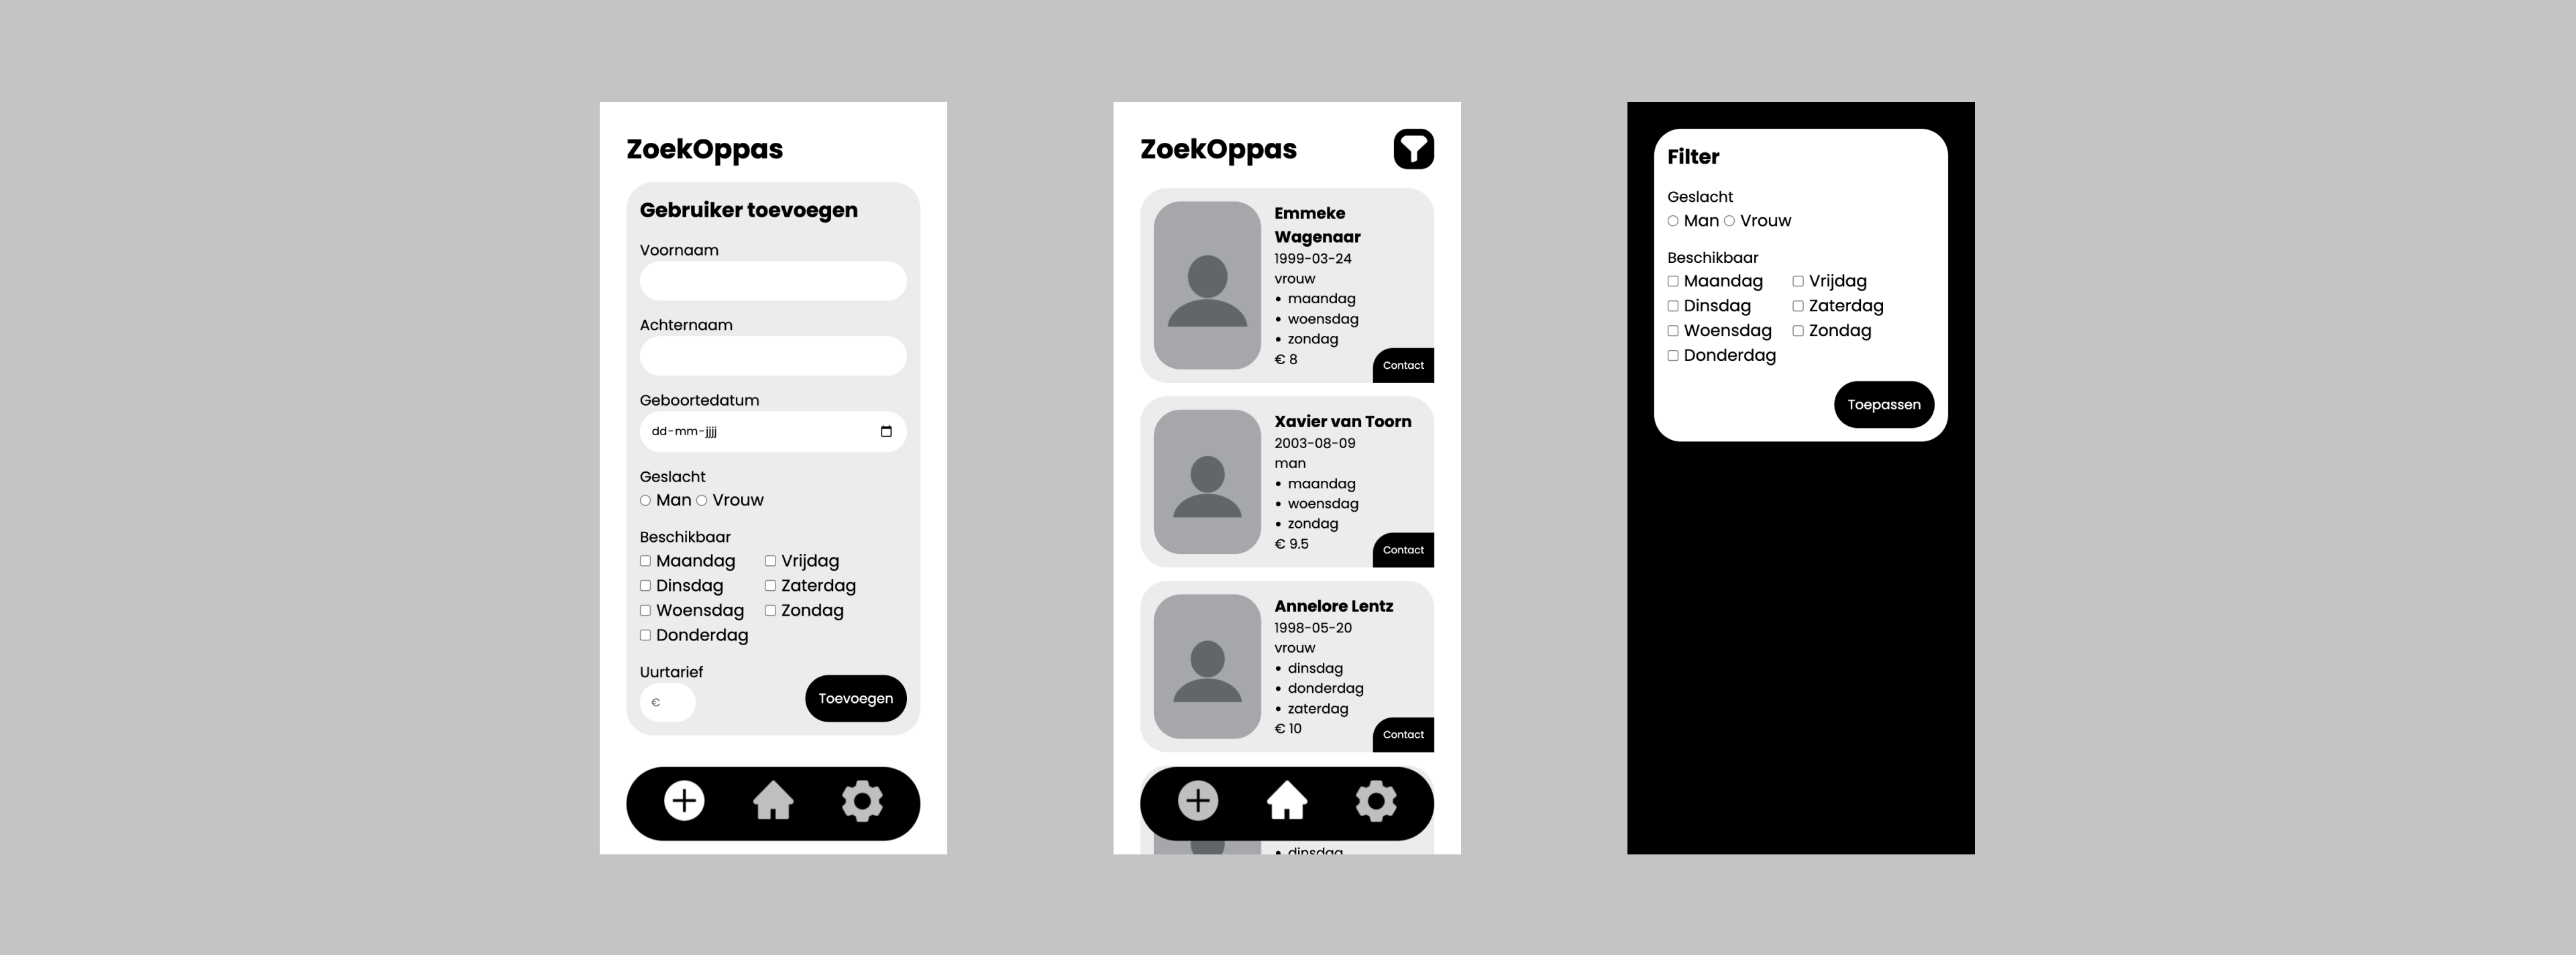 ZoekOppas
Gebruiker toevoegen
Voornaam
Achternaam
Geboortedatum
dd-mm-jjjj
Geslacht
Man Vrouw
Beschikbaar
Maandag Vrijdag
Dinsdag Zaterdag
Woensdag Zondag
Donderdag
Uurtarief
€
Toevoegen
ZoekOppas
Emmeke
Wagenaar
1999-03-24
vrouw
• maandag
• woensdag
• zondag
€ 8
Contact
Xavier van Toorn
2003-08-09
man
• maandag
• woensdag
• zondag
€ 9.5
Contact
Annelore Lentz
1998-05-20
vrouw
• dinsdag
• donderdag
• zaterdag
€ 10
Contact
• dinsdag
Filter
Geslacht
Man Vrouw
Beschikbaar
Maandag Vrijdag
Dinsdag Zaterdag
Woensdag Zondag
Donderdag
Toepassen